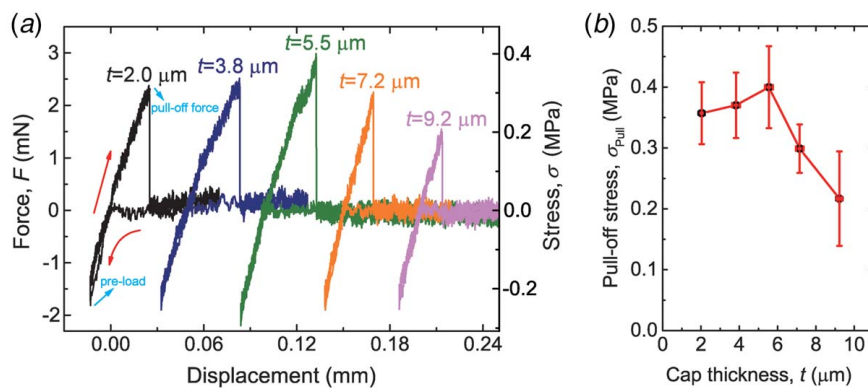 (a)
t=5.5 μm
t=3.8 μm
t=2.0 μm
t=7.2 μm
t=9.2 μm
pull-off force
pre-load
Force, F (mN)
3
2
1
0
-1
-2
Stress, σ (MPa)
0.4
0.2
0.0
-0.2
0.00 0.06 0.12 0.18 0.24
Displacement (mm)
(b)
Pull-off stress, σPull (MPa)
0.5
0.4
0.3
0.2
0.1
0.0
0 2 4 6 8 10
Cap thickness, t (μm)